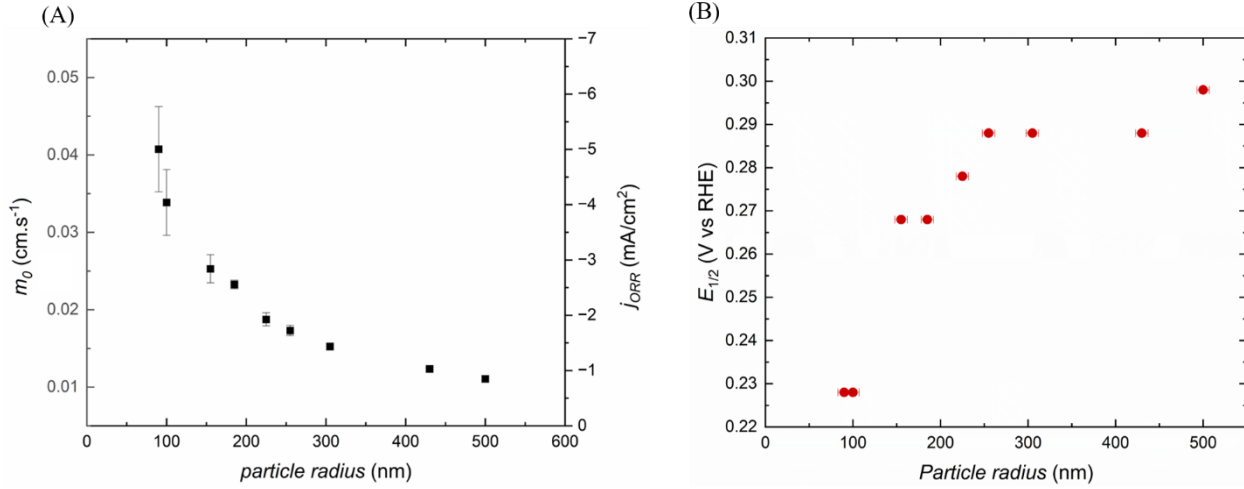 (A)
m0 (cm.s-1)
0.05
0.04
0.03
0.02
0.01
−7
−6
−5
−4
−3
−2
−1
0
jORR (mA/cm2)
0 100 200 300 400 500 600
particle radius (nm)
(B)
E1/2 (V vs RHE)
0.31
0.30
0.29
0.28
0.27
0.26
0.25
0.24
0.23
0.22
0 100 200 300 400 500
Particle radius (nm)